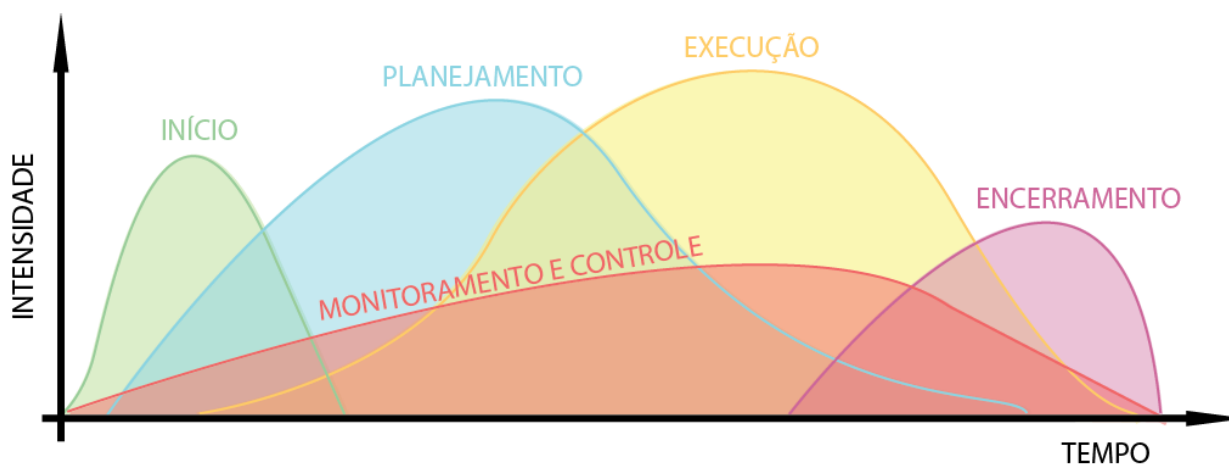 EXECUÇÃO
PLANEJAMENTO
INÍCIO
ENCERRAMENTO
MONITORAMENTO E CONTROLE
INTENSIDADE
TEMPO